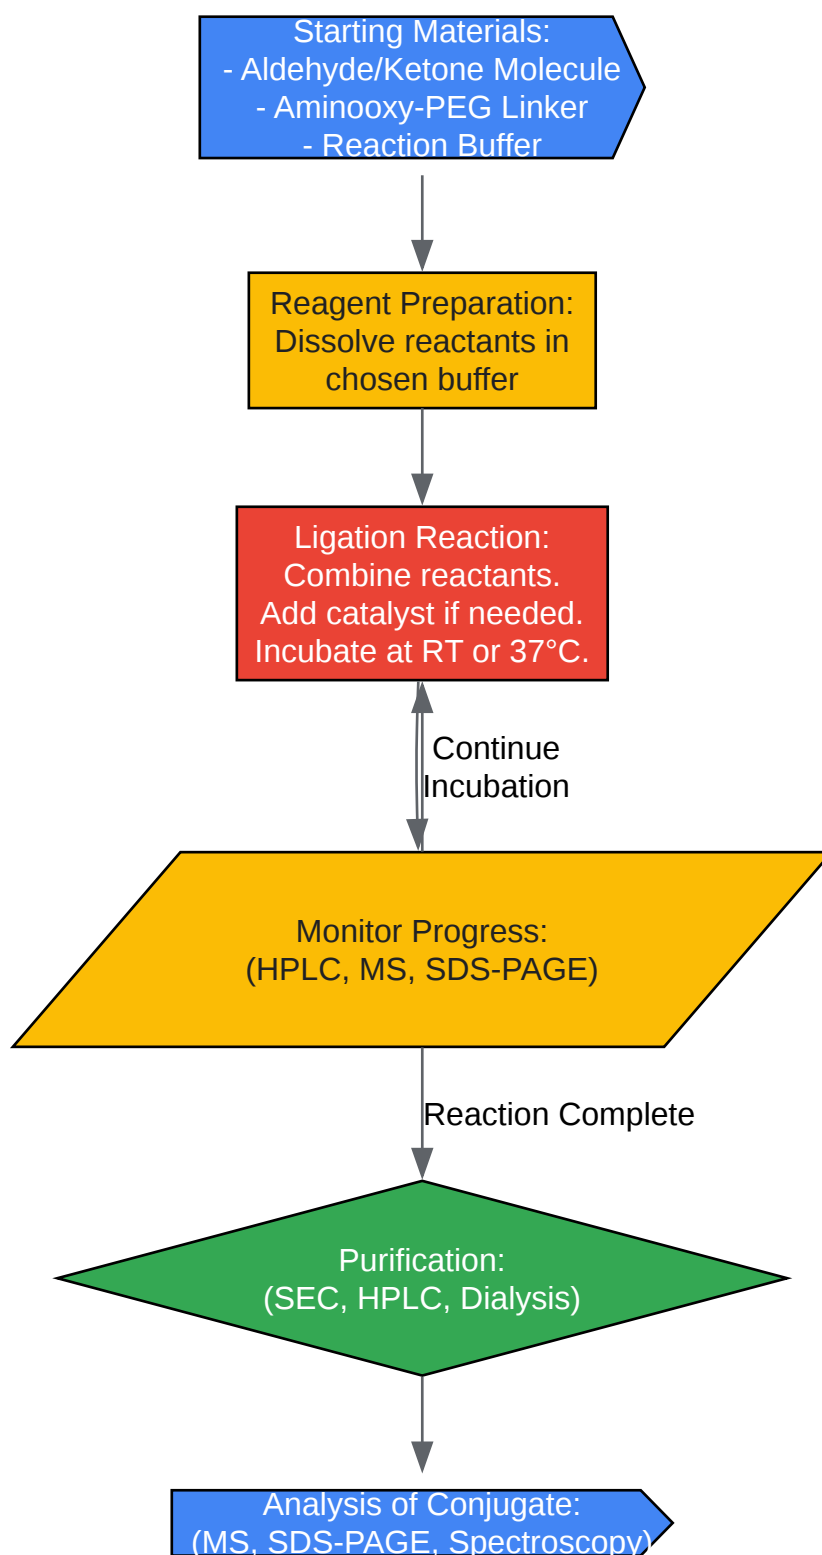 Starting Materials:
- Aldehyde/Ketone Molecule
- Aminooxy-PEG Linker
- Reaction Buffer
Reagent Preparation:
Dissolve reactants in
chosen buffer
Ligation Reaction:
Combine reactants.
Add catalyst if needed.
Incubate at RT or 37°C.
Continue
Incubation
Monitor Progress:
(HPLC, MS, SDS-PAGE)
Reaction Complete
Purification:
(SEC, HPLC, Dialysis)
Analysis of Conjugate:
(MS, SDS-PAGE, Spectroscopy)